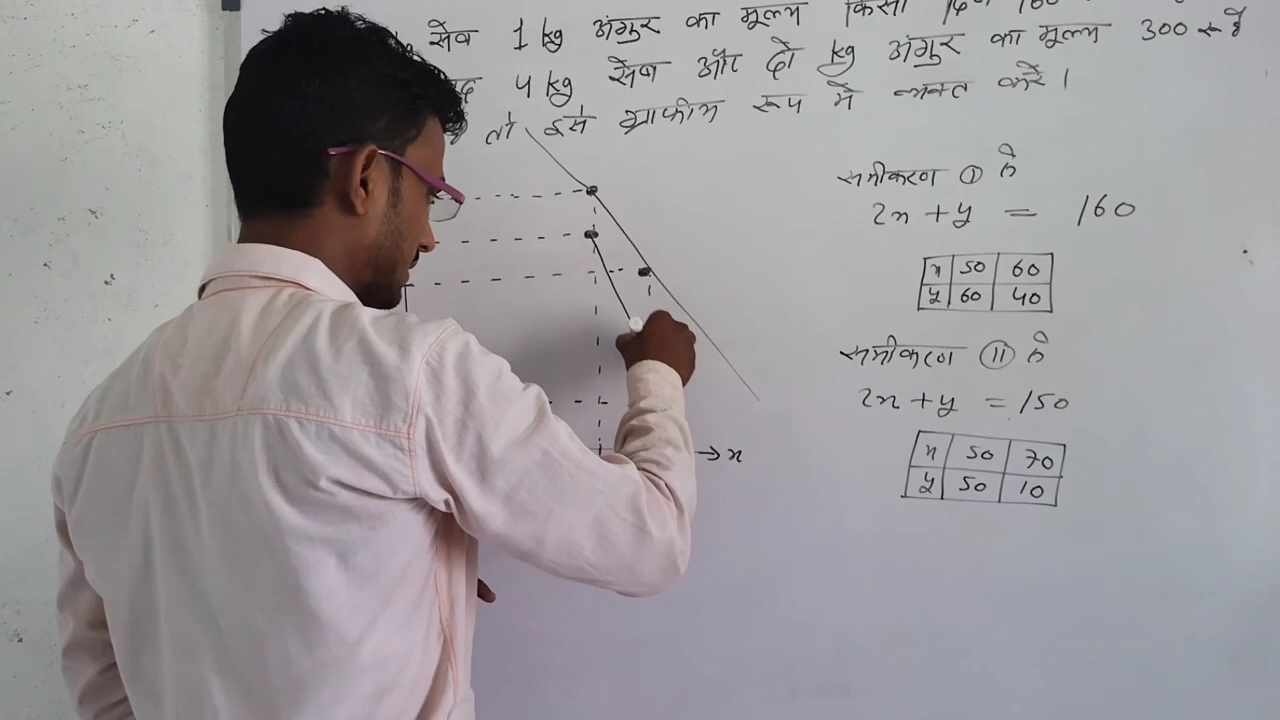 सेव 1 kg अंगुर का मूल्य किसी
4 kg सेव और दो kg अंगुर का मूल्य 300 रू है
तो इसे ग्राफीय रूप में व्यक्त करें।
समीकरण ① से
2x + y = 160
x 50 60
y 60 40
समीकरण ⑪ से
2x + y = 150
x 50 70
y 50 10
x